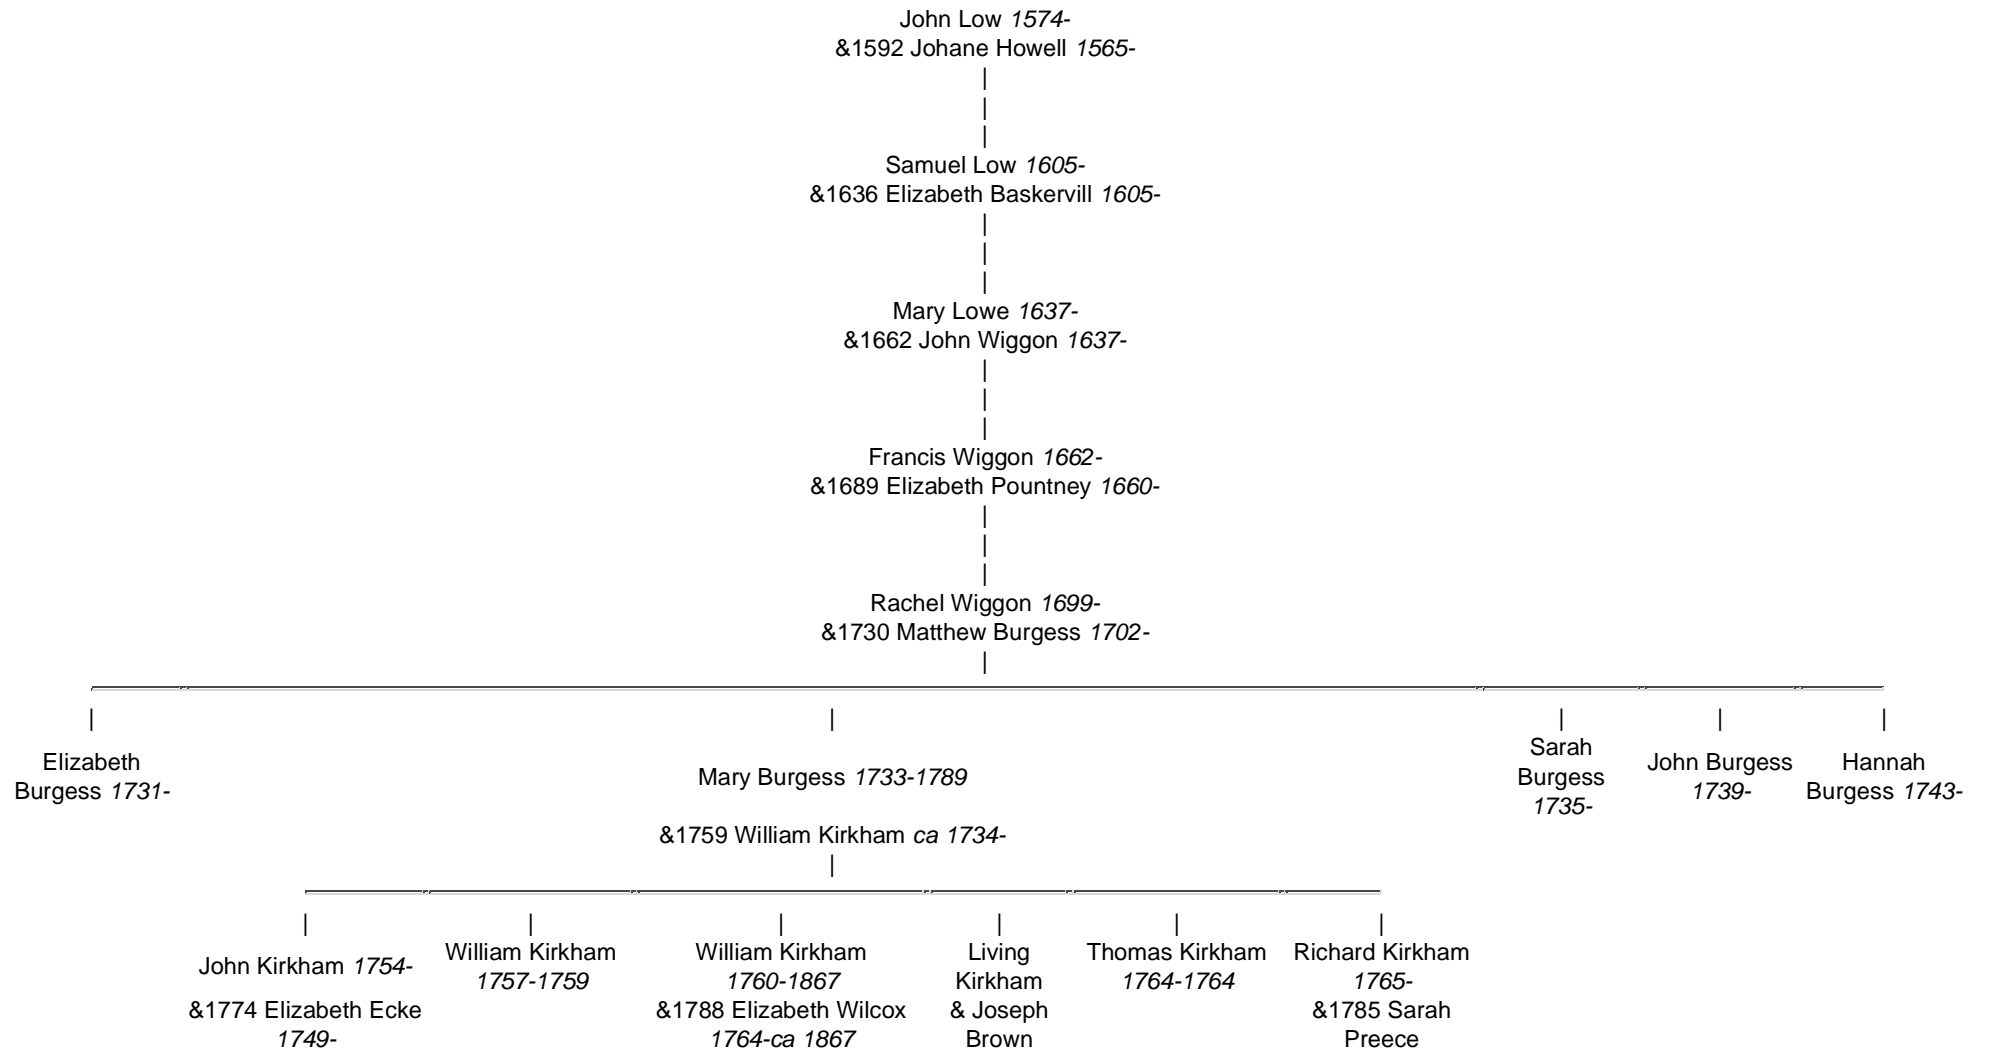 John Low 1574-
&1592 Johane Howell 1565-
Samuel Low 1605-
&1636 Elizabeth Baskervill 1605-
Mary Lowe 1637-
&1662 John Wiggon 1637-
Francis Wiggon 1662-
&1689 Elizabeth Pountney 1660-
Rachel Wiggon 1699-
&1730 Matthew Burgess 1702-
Elizabeth
Burgess 1731-
Mary Burgess 1733-1789
&1759 William Kirkham ca 1734-
Sarah
Burgess
1735-
John Burgess
1739-
Hannah
Burgess 1743-
John Kirkham 1754-
&1774 Elizabeth Ecke
1749-
William Kirkham
1757-1759
William Kirkham
1760-1867
&1788 Elizabeth Wilcox
1764-ca 1867
Living
Kirkham
& Joseph
Brown
Thomas Kirkham
1764-1764
Richard Kirkham
1765-
&1785 Sarah
Preece